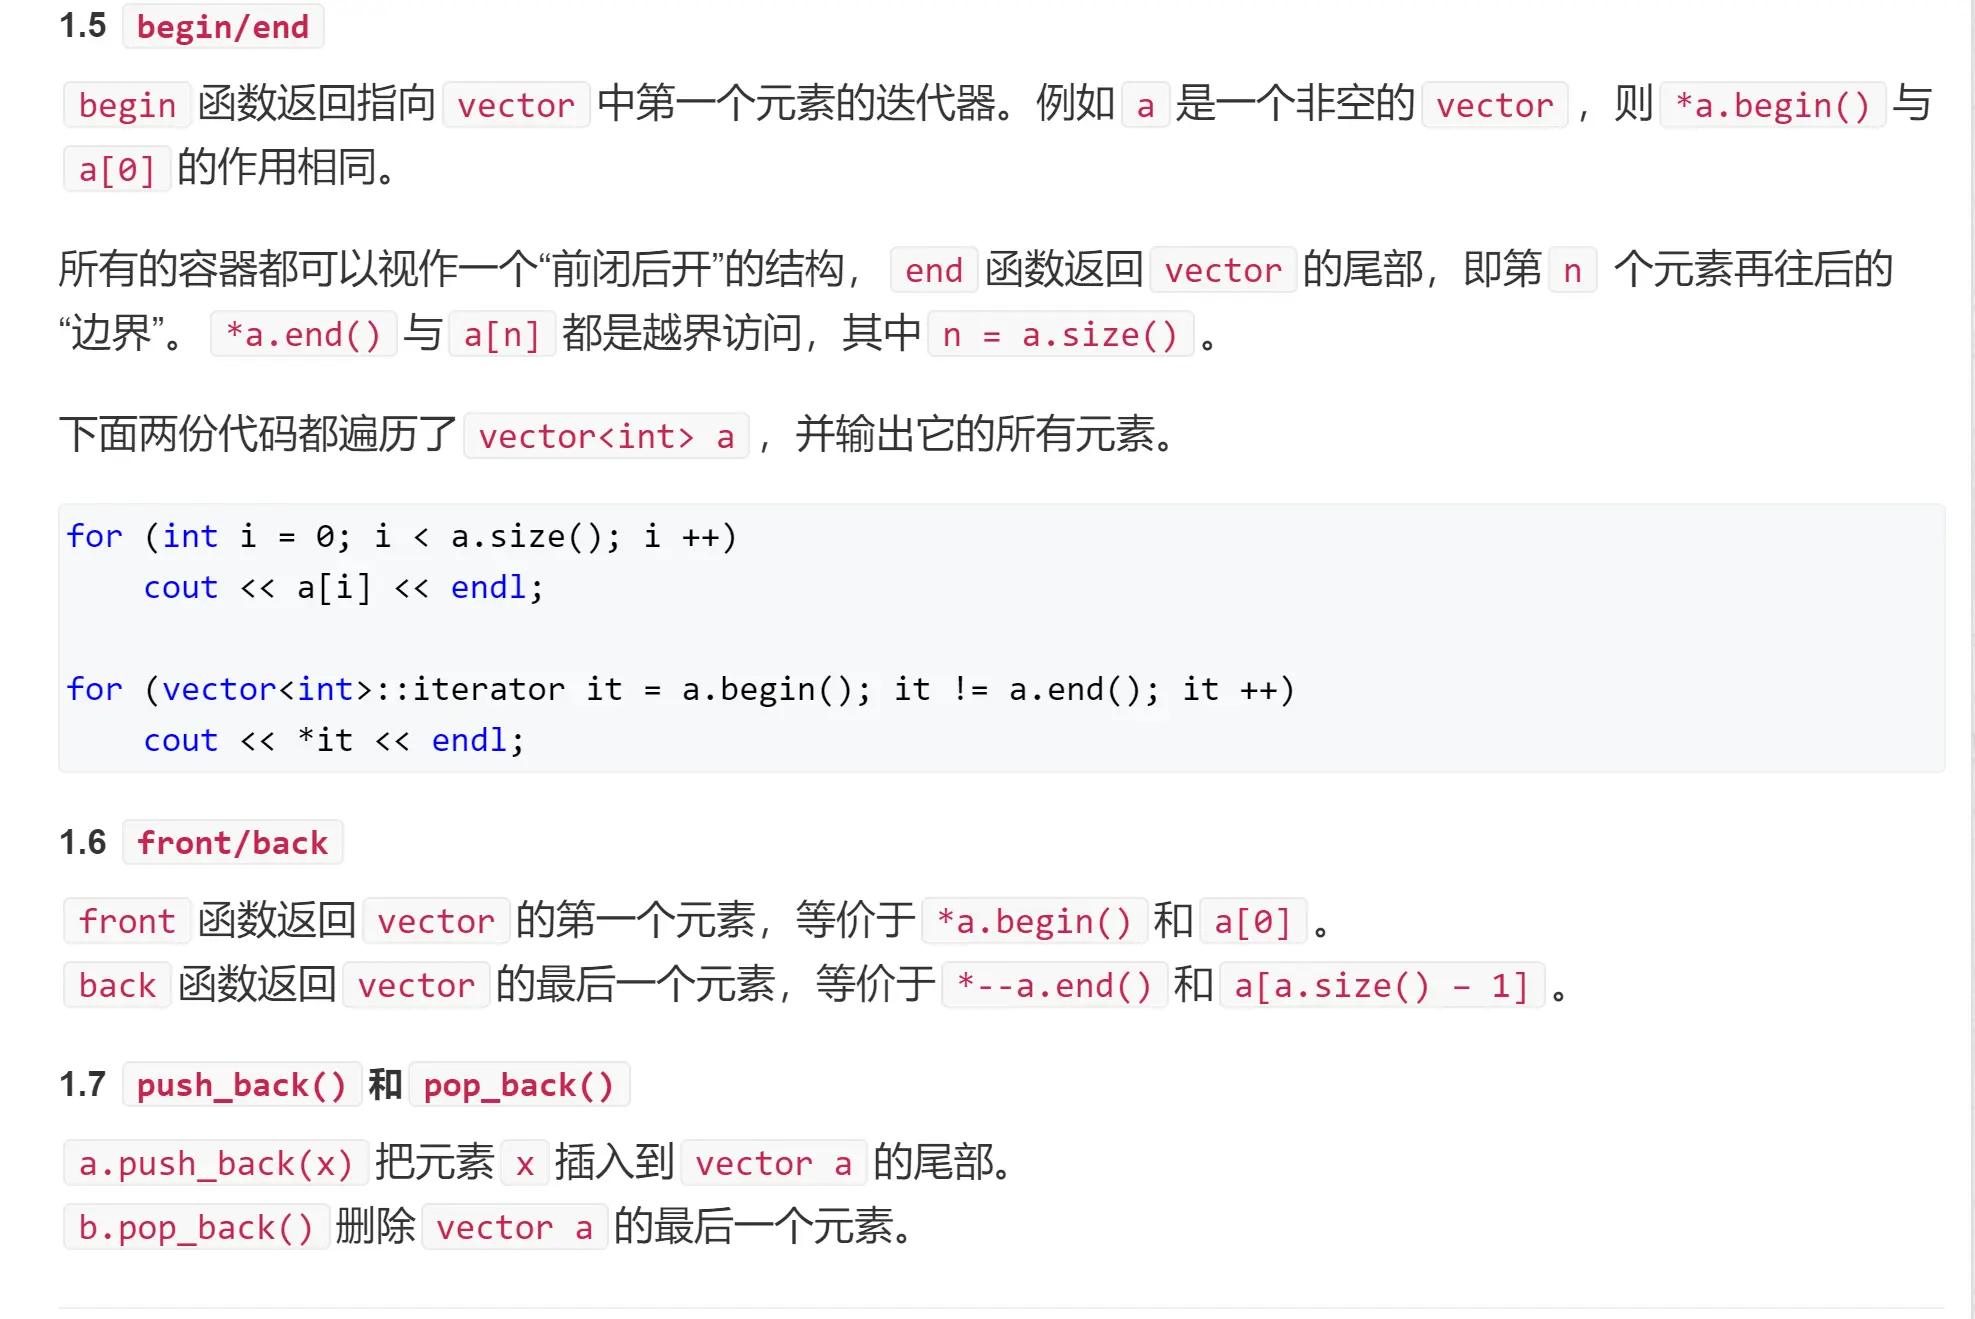 1.5 begin/end
begin 函数返回指向 vector 中第一个元素的迭代器。例如 a 是一个非空的 vector ，则 *a.begin() 与
a[0] 的作用相同。
所有的容器都可以视作一个“前闭后开”的结构， end 函数返回 vector 的尾部，即第 n 个元素再往后的
“边界”。 *a.end() 与 a[n] 都是越界访问，其中 n = a.size() 。
下面两份代码都遍历了 vector<int> a ，并输出它的所有元素。
for (int i = 0; i < a.size(); i ++)
    cout << a[i] << endl;
for (vector<int>::iterator it = a.begin(); it != a.end(); it ++)
    cout << *it << endl;
1.6 front/back
front 函数返回 vector 的第一个元素，等价于 *a.begin() 和 a[0] 。
back 函数返回 vector 的最后一个元素，等价于 *--a.end() 和 a[a.size() – 1] 。
1.7 push_back() 和 pop_back()
a.push_back(x) 把元素 x 插入到 vector a 的尾部。
b.pop_back() 删除 vector a 的最后一个元素。